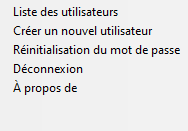 Liste des utilisateurs
Créer un nouvel utilisateur
Réinitialisation du mot de passe
Déconnexion
À propos de